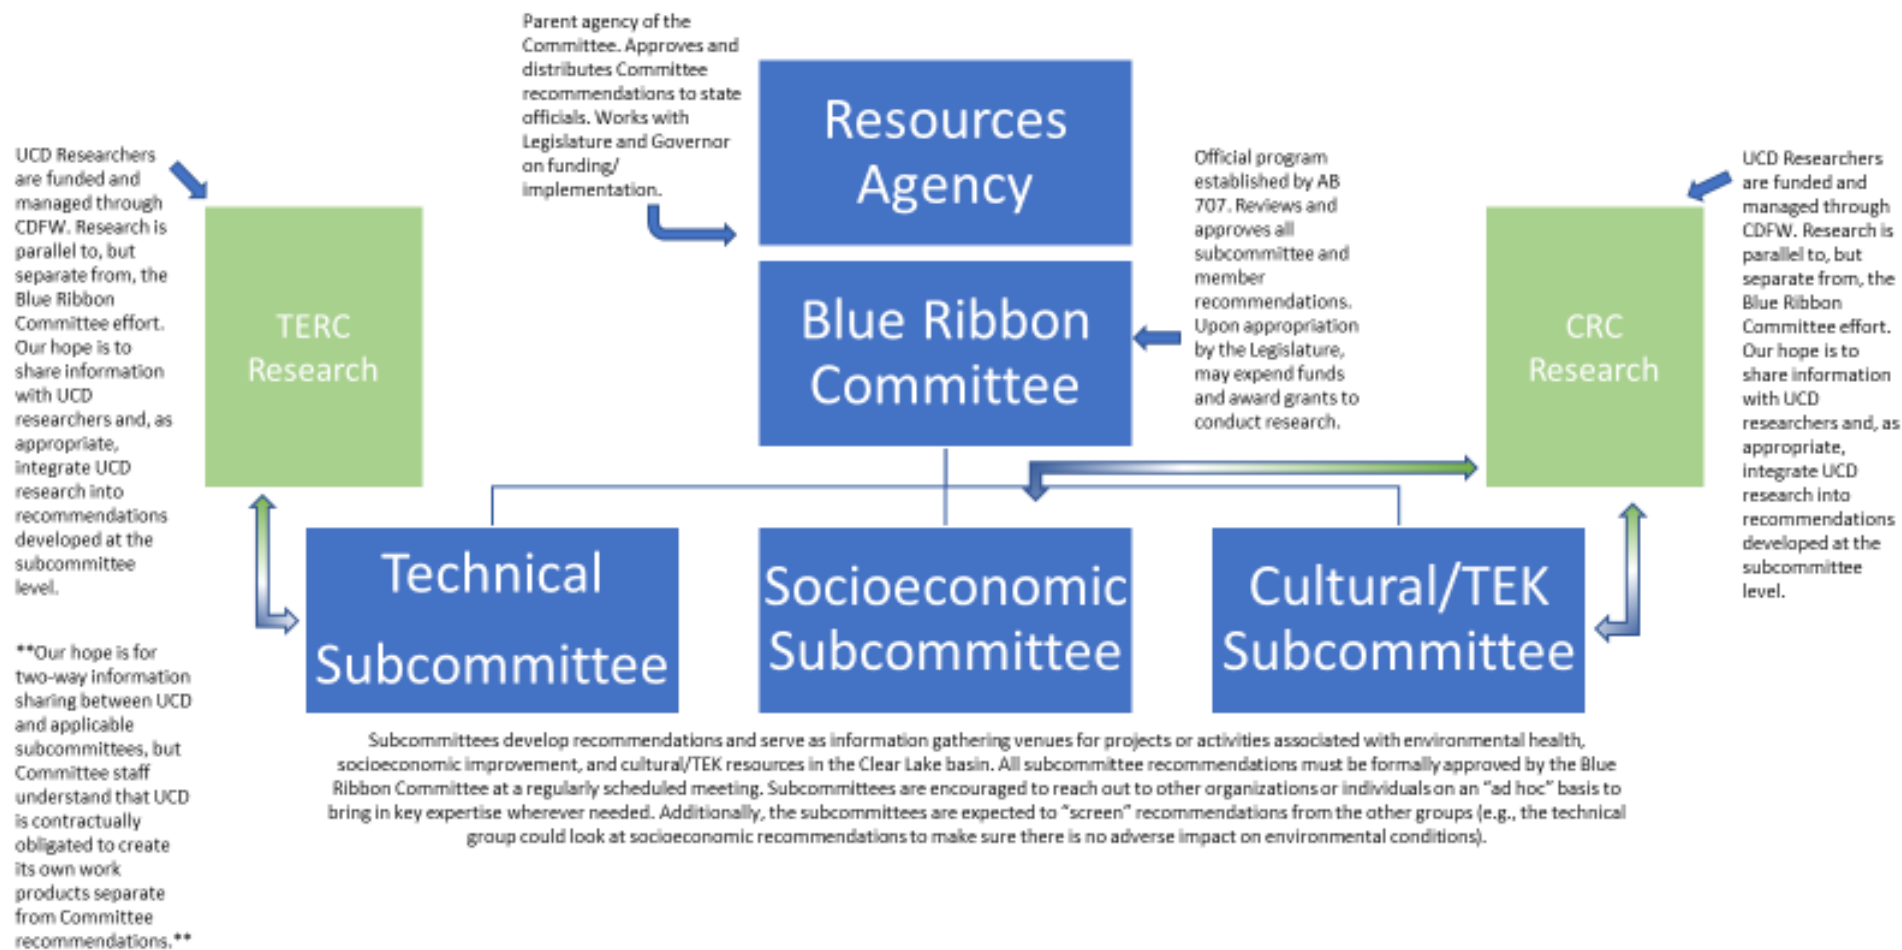 Parent agency of the
Committee. Approves and
distributes Committee
recommendations to state
officials. Works with
Legislature and Governor
on funding/
implementation.
Resources
Agency
UCD Researchers
are funded and
managed through
CDFW. Research is
parallel to, but
separate from, the
Blue Ribbon
Committee effort.
Our hope is to
share information
with UCD
researchers and, as
appropriate,
integrate UCD
research into
recommendations
developed at the
subcommittee
level.
TERC
Research
Blue Ribbon
Committee
Official program
established by AB
707. Reviews and
approves all
subcommittee and
member
recommendations.
Upon appropriation
by the Legislature,
may expend funds
and award grants to
conduct research.
CRC
Research
UCD Researchers
are funded and
managed through
CDFW. Research is
parallel to, but
separate from, the
Blue Ribbon
Committee effort.
Our hope is to
share information
with UCD
researchers and, as
appropriate,
integrate UCD
research into
recommendations
developed at the
subcommittee
level.
Technical
Subcommittee
Socioeconomic
Subcommittee
Cultural/TEK
Subcommittee
**Our hope is for
two-way information
sharing between UCD
and applicable
subcommittees, but
Committee staff
understand that UCD
is contractually
obligated to create
its own work
products separate
from Committee
recommendations.**
Subcommittees develop recommendations and serve as information gathering venues for projects or activities associated with environmental health,
socioeconomic improvement, and cultural/TEK resources in the Clear Lake basin. All subcommittee recommendations must be formally approved by the Blue
Ribbon Committee at a regularly scheduled meeting. Subcommittees are encouraged to reach out to other organizations or individuals on an “ad hoc” basis to
bring in key expertise wherever needed. Additionally, the subcommittees are expected to “screen” recommendations from the other groups (e.g., the technical
group could look at socioeconomic recommendations to make sure there is no adverse impact on environmental conditions).